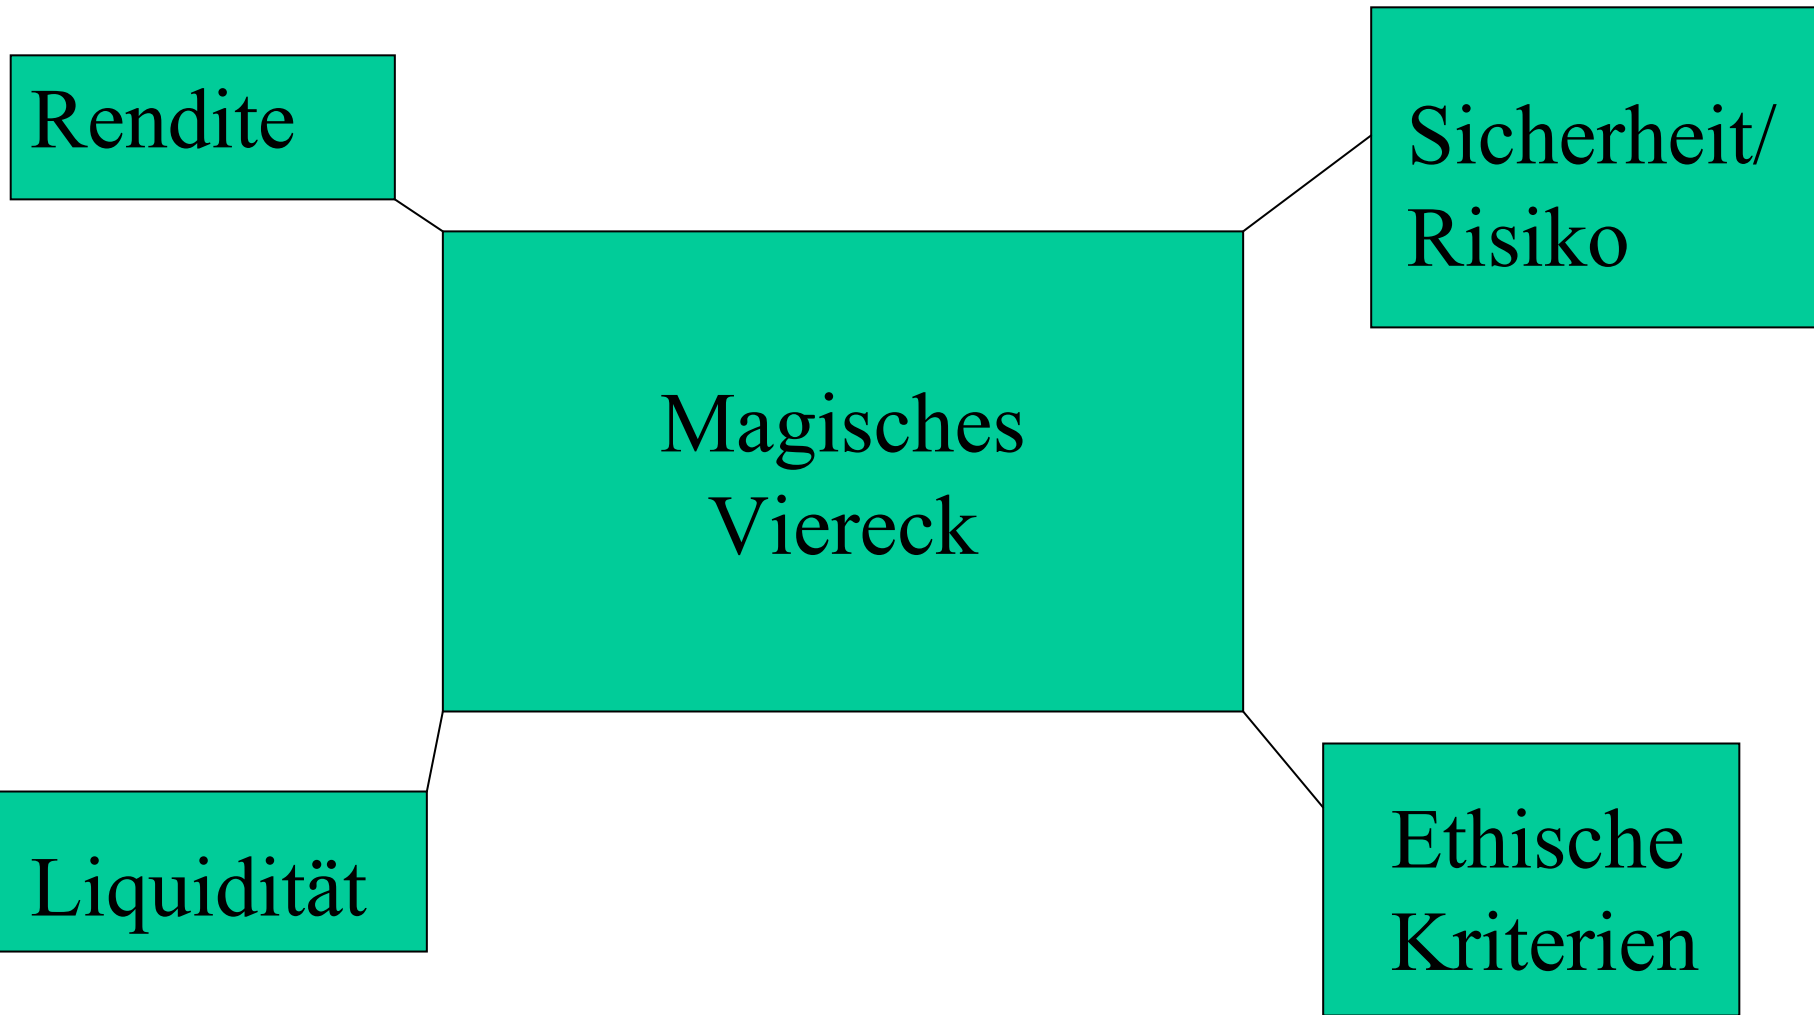 Rendite
Sicherheit/
Risiko
Magisches
Viereck
Liquidität
Ethische
Kriterien